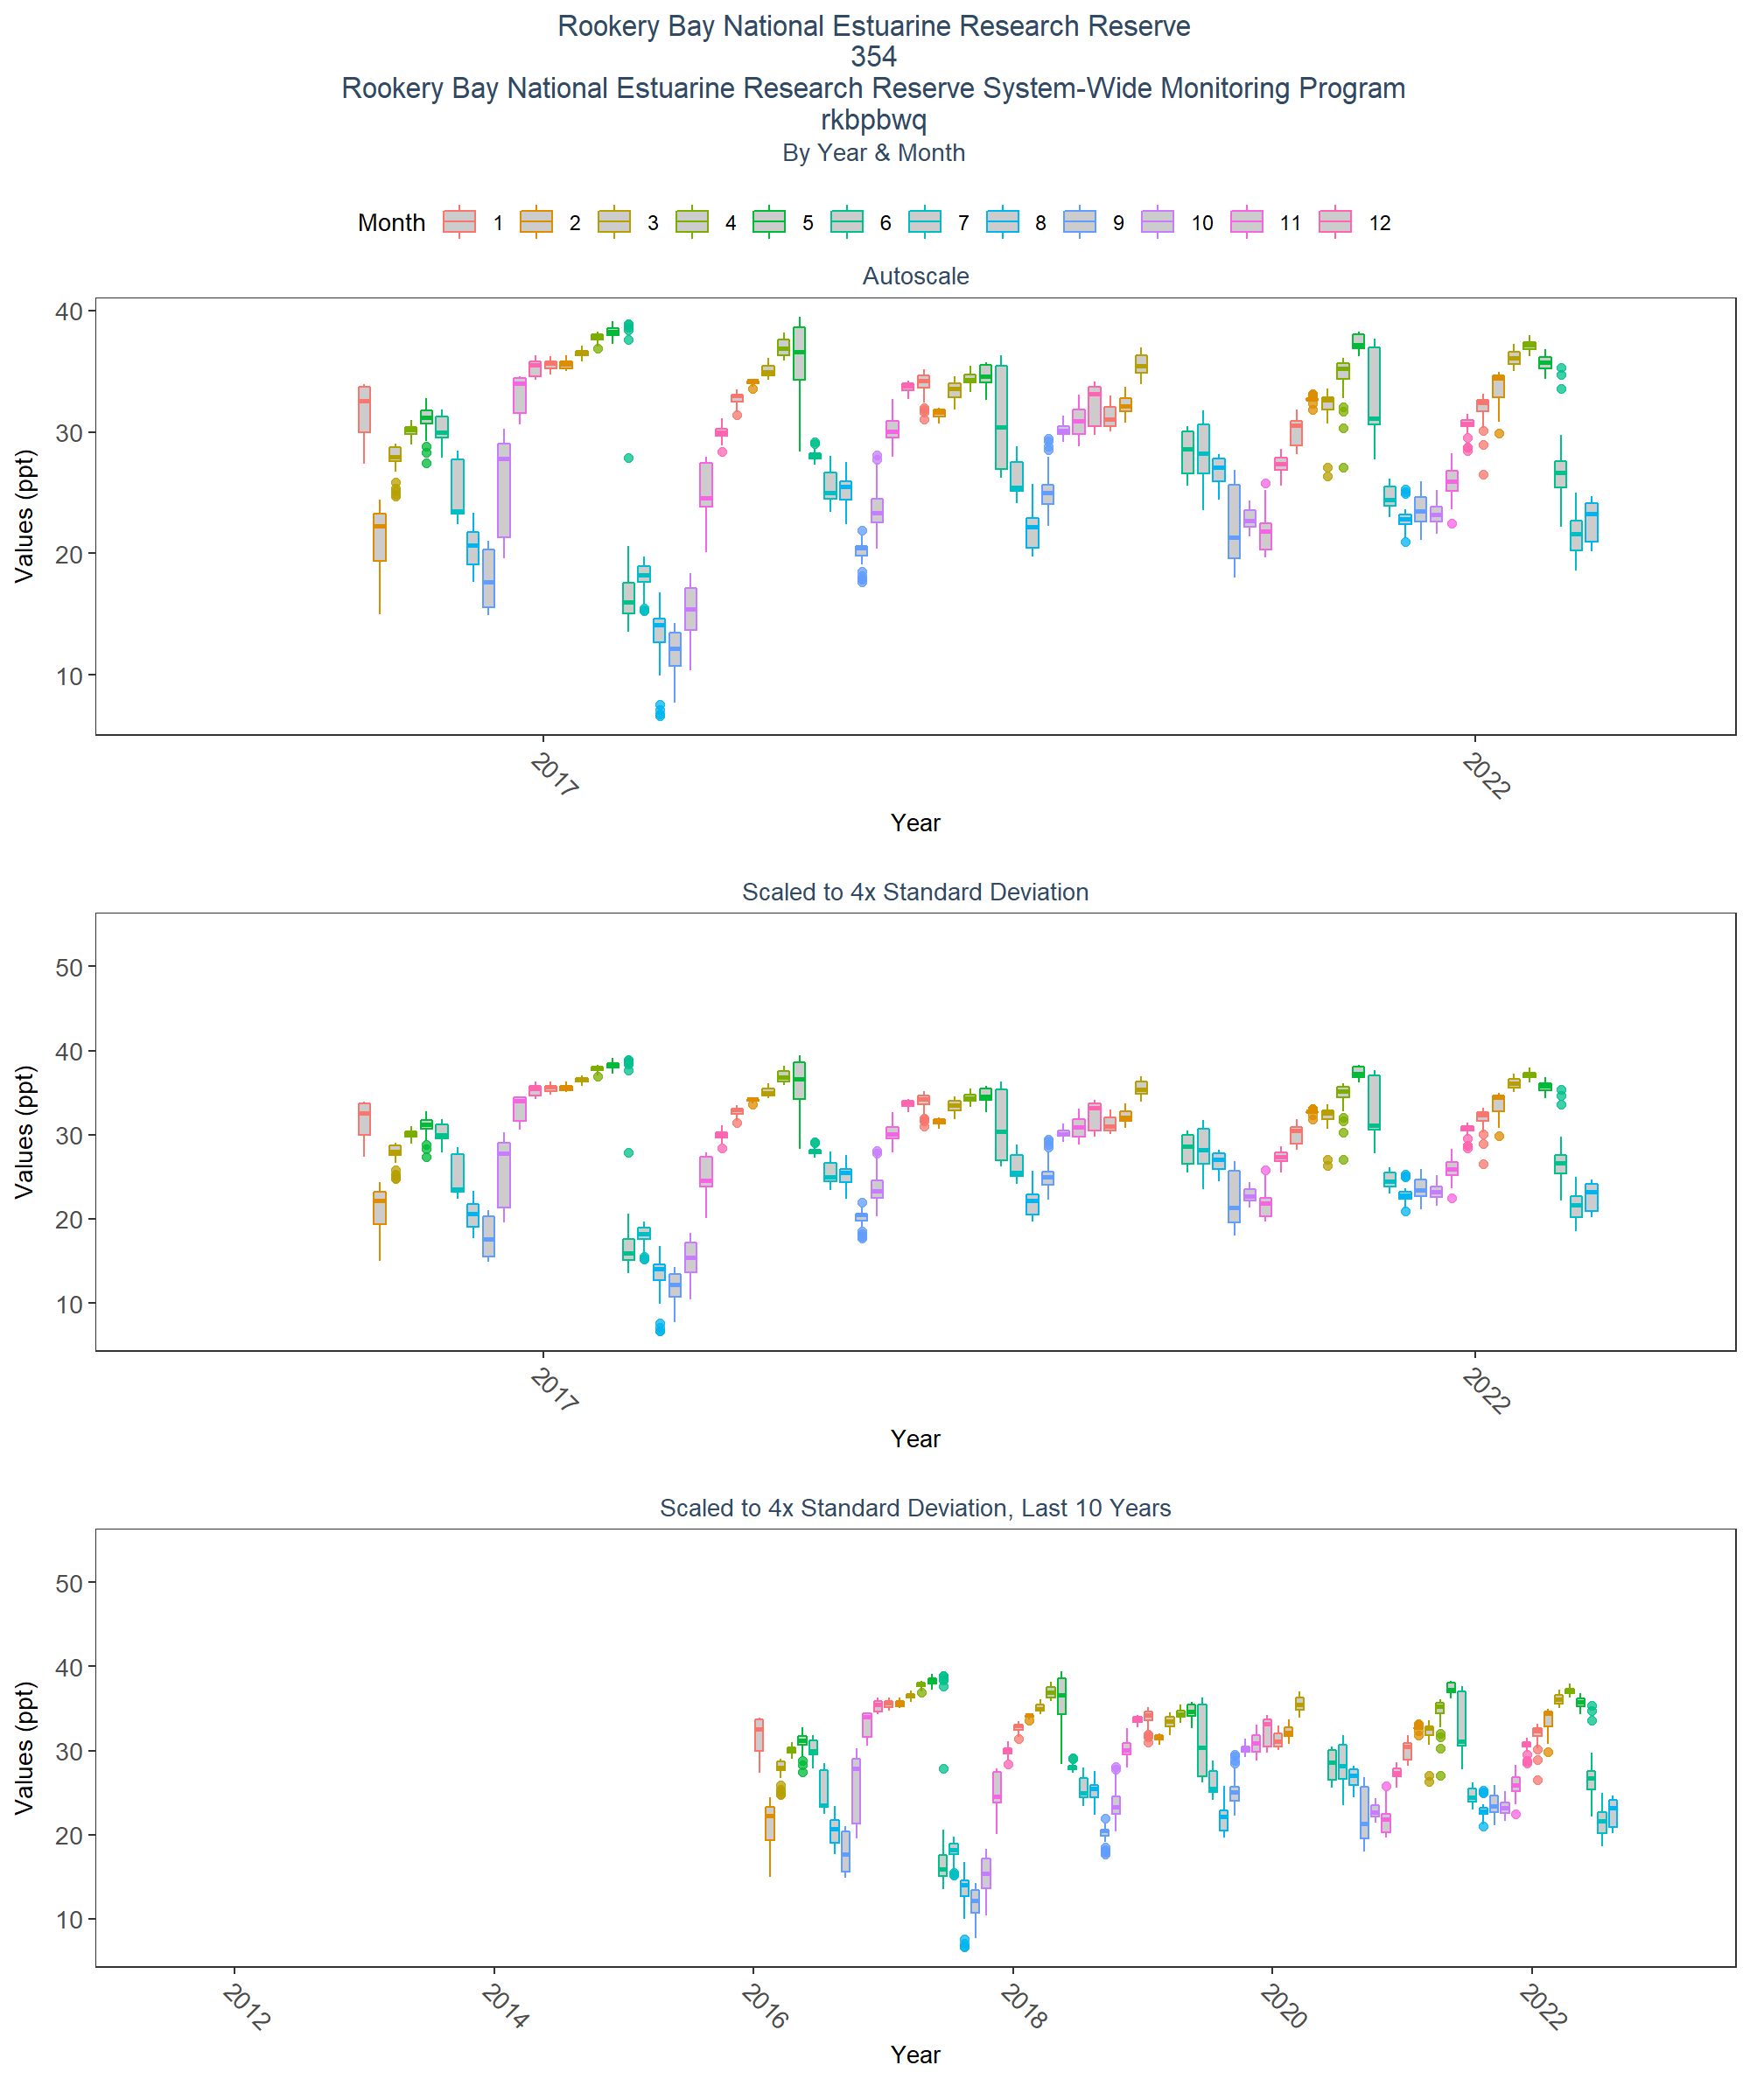 Rookery Bay National Estuarine Research Reserve
354
Rookery Bay National Estuarine Research Reserve System-Wide Monitoring Program
rkbpbwq
By Year & Month
Month 1 2 3 4 5 6 7 8 9 10 11 12
Autoscale
40
30
20
10
Values (ppt)
2017 2022
Year
Scaled to 4x Standard Deviation
50
40
30
20
10
Values (ppt)
2017 2022
Year
Scaled to 4x Standard Deviation, Last 10 Years
50
40
30
20
10
Values (ppt)
2012 2014 2016 2018 2020 2022
Year